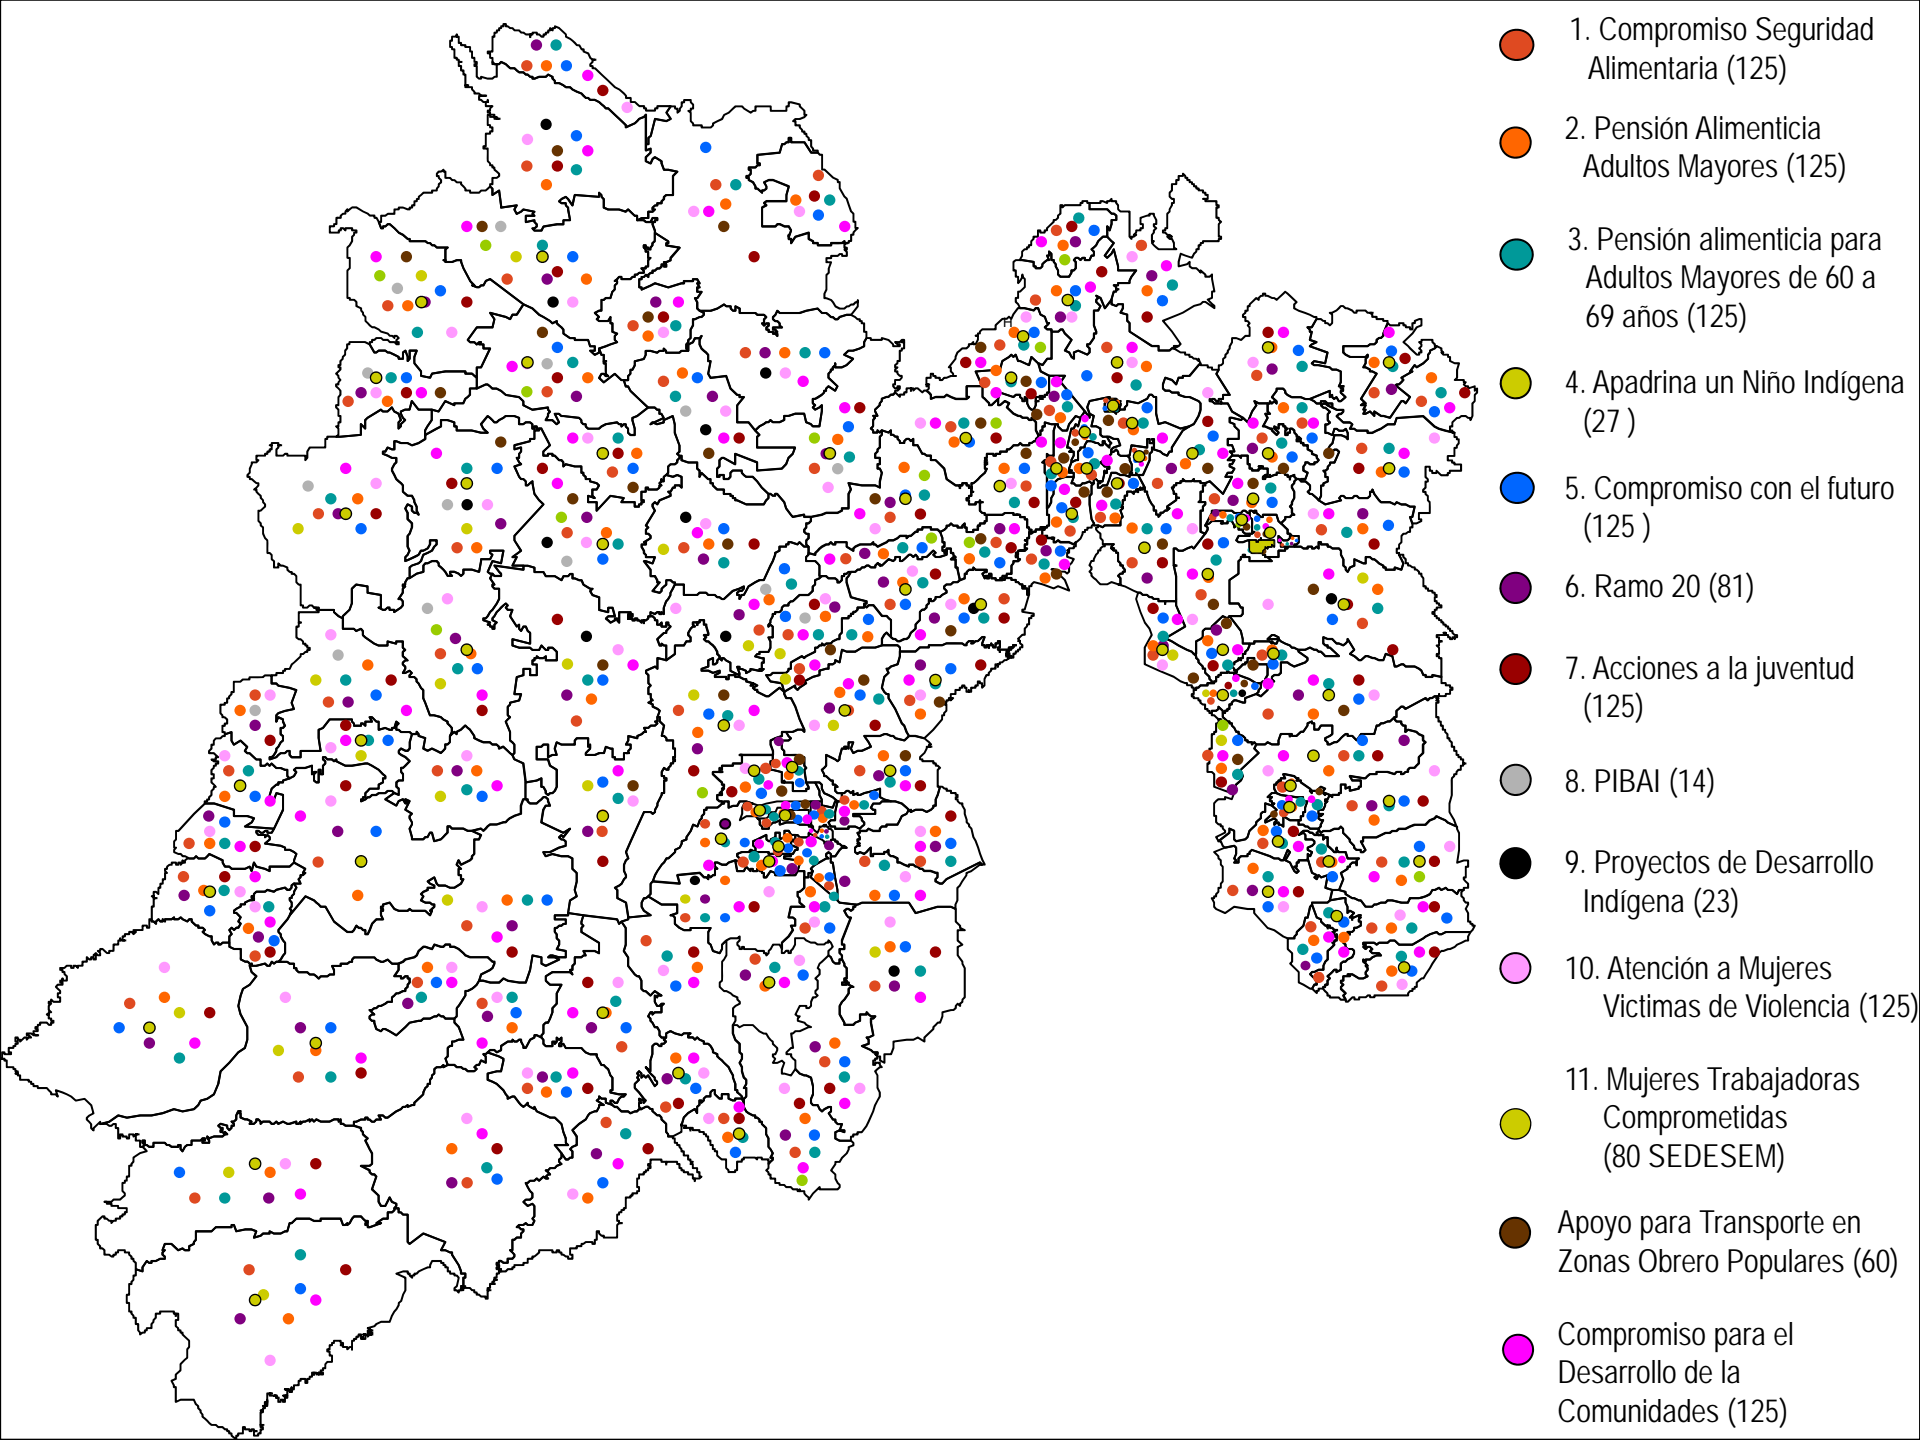 1. Compromiso Seguridad
Alimentaria (125)
2. Pensión Alimenticia
Adultos Mayores (125)
3. Pensión alimenticia para
Adultos Mayores de 60 a
69 años (125)
4. Apadrina un Niño Indígena
(27 )
5. Compromiso con el futuro
(125 )
6. Ramo 20 (81)
7. Acciones a la juventud
(125)
8. PIBAI (14)
9. Proyectos de Desarrollo
Indígena (23)
10. Atención a Mujeres
Victimas de Violencia (125)
11. Mujeres Trabajadoras
Comprometidas
(80 SEDESEM)
Apoyo para Transporte en
Zonas Obrero Populares (60)
Compromiso para el
Desarrollo de la
Comunidades (125)